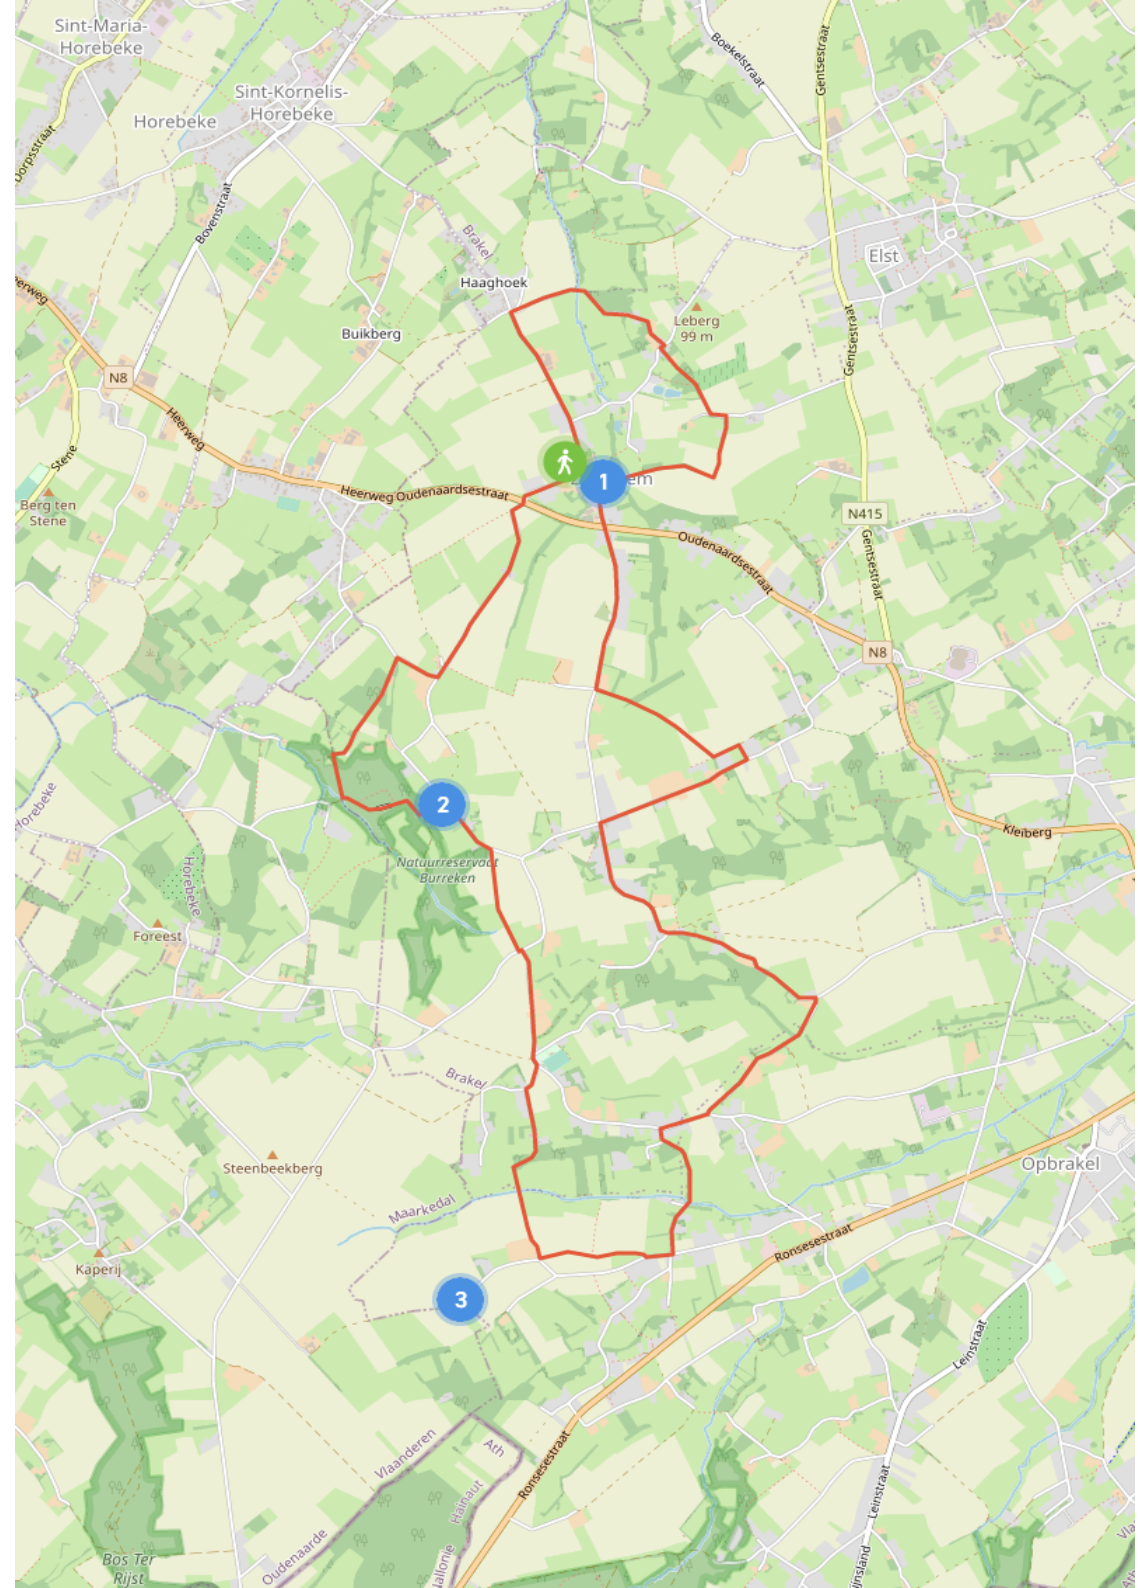 Sint-Maria-
Horebeke
Boekelstraat
Gentsestraat
Sint-Kornelis-
Horebeke
Horebeke
Dorpsstraat
Bovenstraat
Brakel
Elst
Haaghoek
Leberg
99 m
Buikberg
Gentsestraat
N8
Heerweg
Stene
1
em
Heerweg
Oudenaardsestraat
Berg ten
Stene
N415
Oudenaardsestraat
Gentsestraat
N8
2
Horebeke
Kleiberg
Natuurreservaat
Burreken
Horebeke
Foreest
Brakel
Steenbeekberg
Opbrakel
Maarkedal
Ronsesestraat
Kaperij
3
Leinstraat
Vlaanderen
Ath
Ronsesestraat
Hainaut
Leinstraat
Oudenaarde
Bos Ter
Rijst